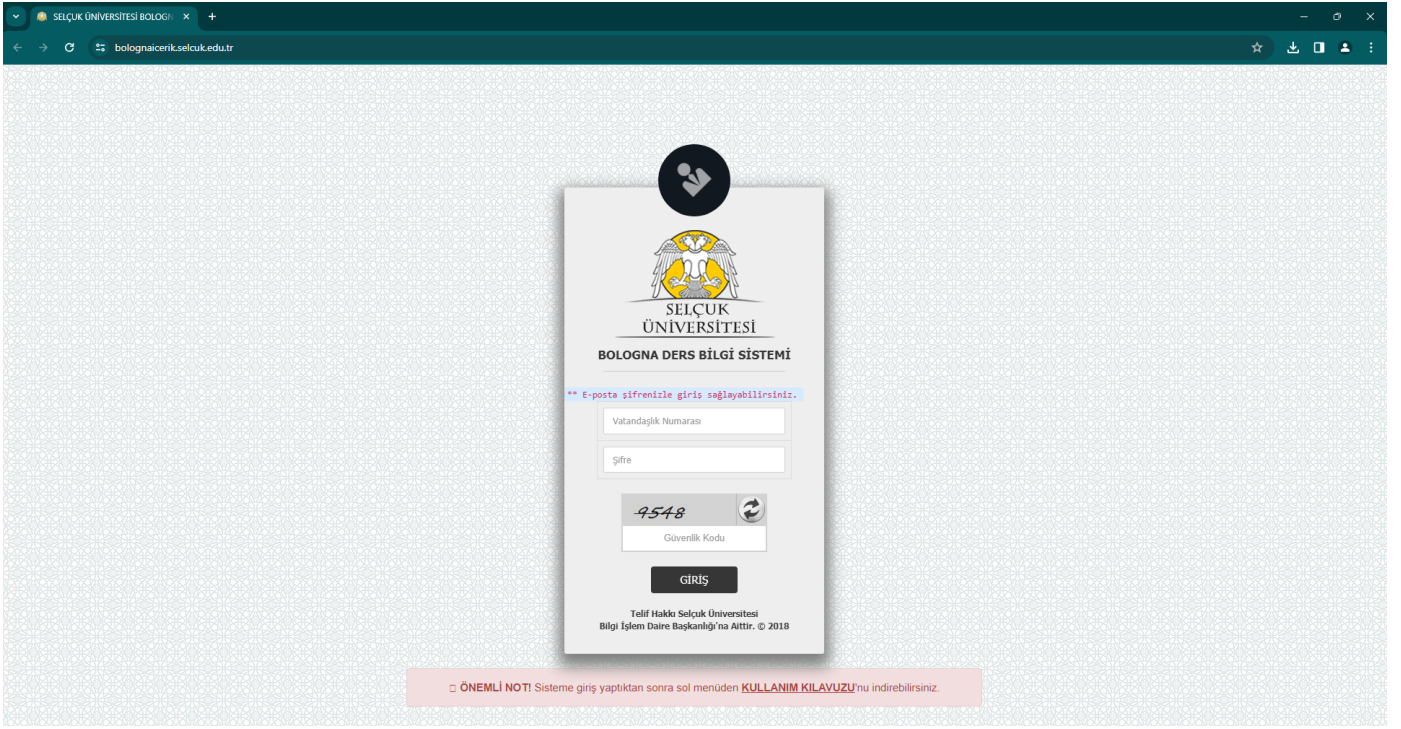 SELÇUK ÜNİVERSİTESİ BOLOGN
bolognaicerik.selcuk.edu.tr
SELÇUK
ÜNİVERSİTESİ
BOLOGNA DERS BİLGİ SİSTEMİ
** E-posta şifrenizle giriş sağlayabilirsiniz.
Vatandaşlık Numarası
Şifre
9548
Güvenlik Kodu
GİRİŞ
Telif Hakkı Selçuk Üniversitesi
Bilgi İşlem Daire Başkanlığı'na Aittir. © 2018
ÖNEMLİ NOT! Sisteme giriş yaptıktan sonra sol menüden KULLANIM KILAVUZU'nu indirebilirsiniz.